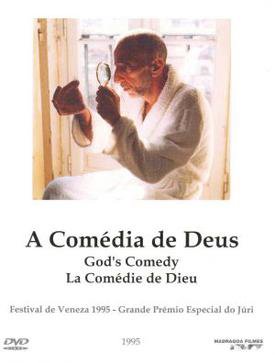 A Comédia de Deus
God's Comedy
La Comédie de Dieu
Festival de Veneza 1995 - Grande Prémio Especial do Júri
DVD
1995
MADRAGOA FILMES